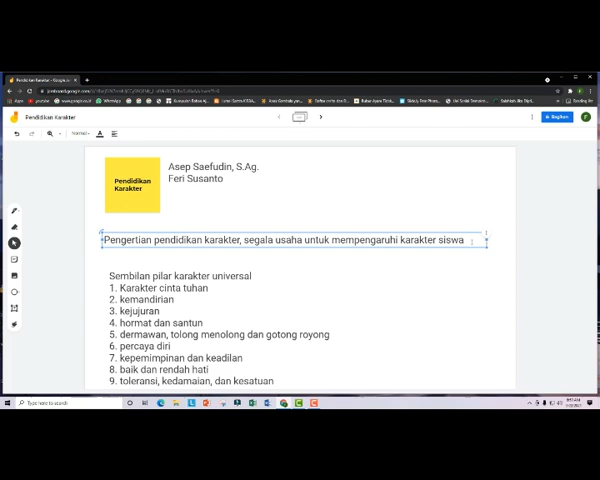 Pendidikan Karakter
Normal
Bagikan
Pendidikan
Karakter
Asep Saefudin, S.Ag.
Feri Susanto
Pengertian pendidikan karakter, segala usaha untuk mempengaruhi karakter siswa
Sembilan pilar karakter universal
1. Karakter cinta tuhan
2. kemandirian
3. kejujuran
4. hormat dan santun
5. dermawan, tolong menolong dan gotong royong
6. percaya diri
7. kepemimpinan dan keadilan
8. baik dan rendah hati
9. toleransi, kedamaian, dan kesatuan
Type here to search